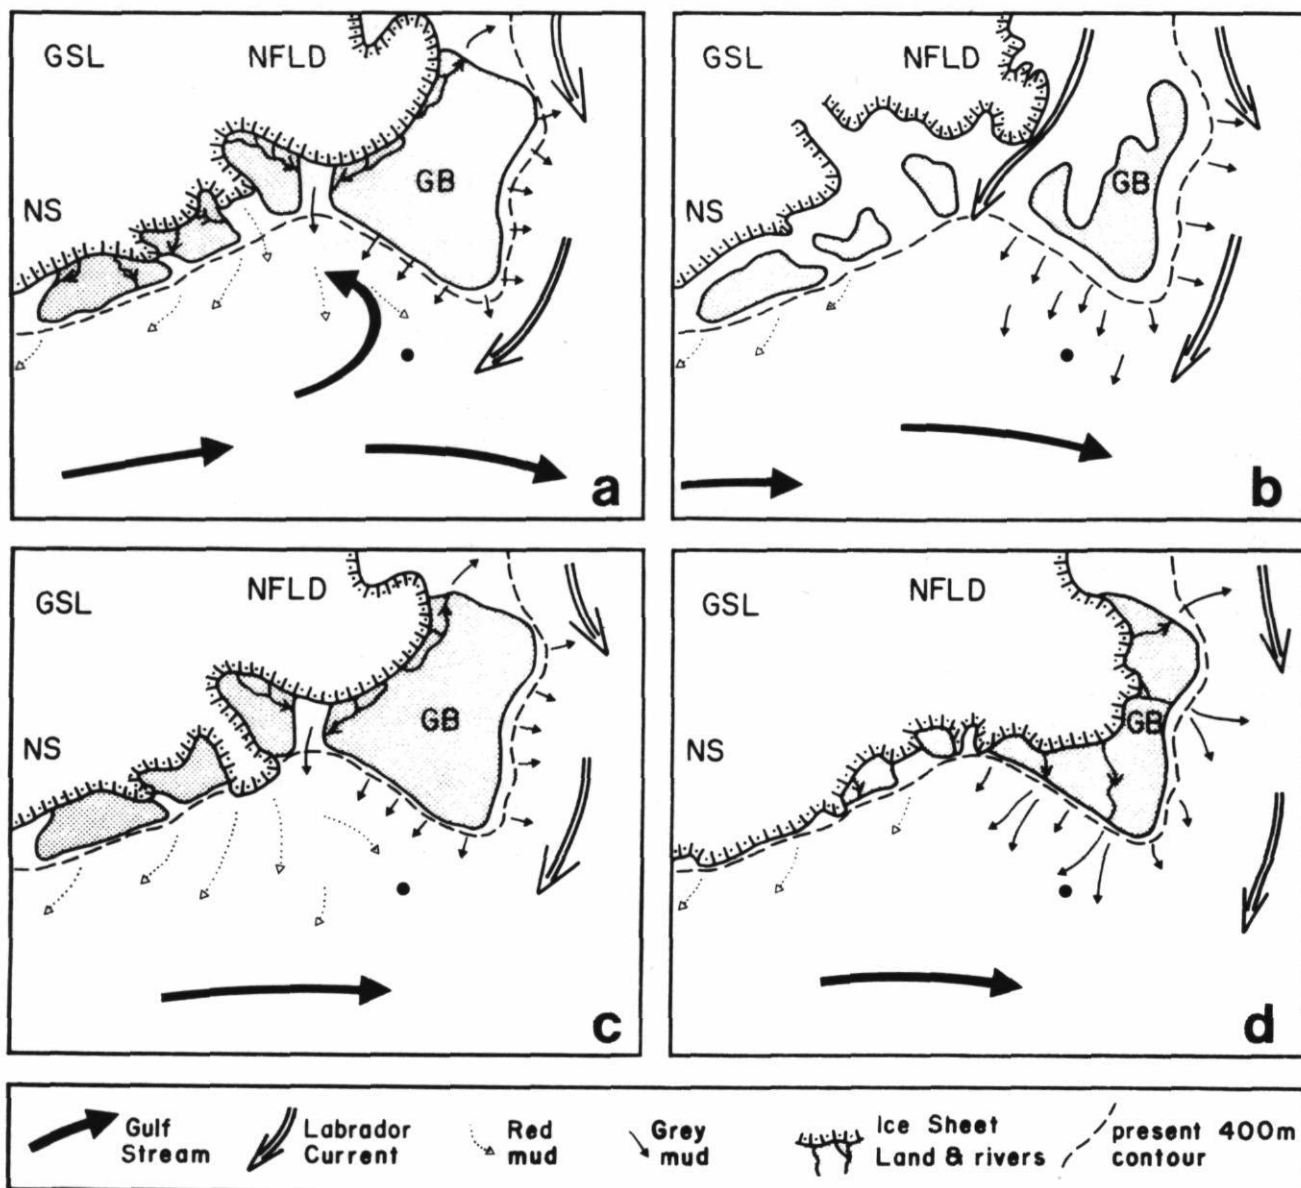 GSL
NFLD
GB
NS
a
GSL
NFLD
GB
NS
b
GSL
NFLD
GB
NS
c
GSL
NFLD
GB
NS
d
Gulf
Stream
Labrador
Current
Red
mud
Grey
mud
Ice Sheet
Land & rivers
present 400m
contour